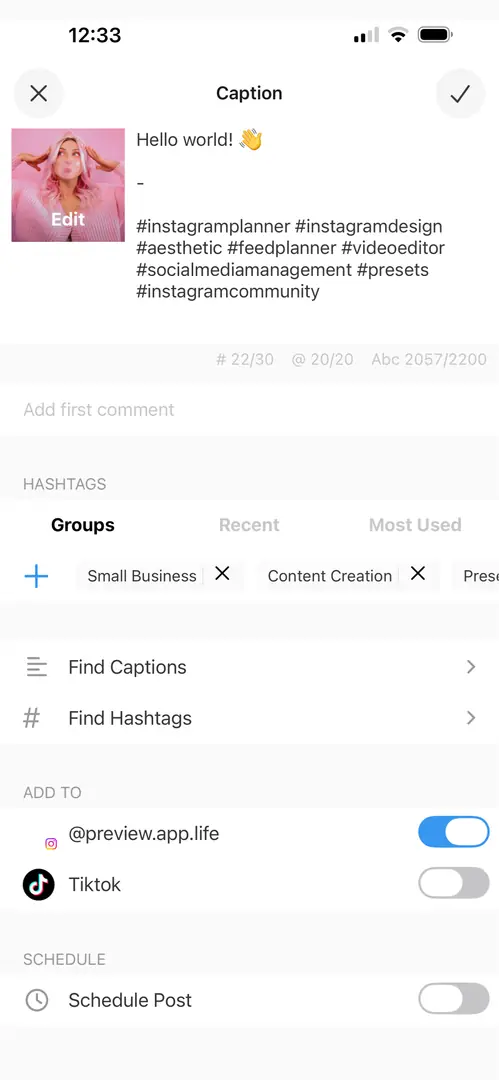 12:33
Caption
Edit
Hello world! 👋
-
#instagramplanner #instagramdesign
#aesthetic #feedplanner #videoeditor
#socialmediamanagement #presets
#instagramcommunity
# 22/30 @ 20/20 Abc 2057/2200
Add first comment
HASHTAGS
Groups Recent Most Used
Small Business Content Creation Prese
Find Captions
# Find Hashtags
ADD TO
@preview.app.life
Tiktok
SCHEDULE
Schedule Post